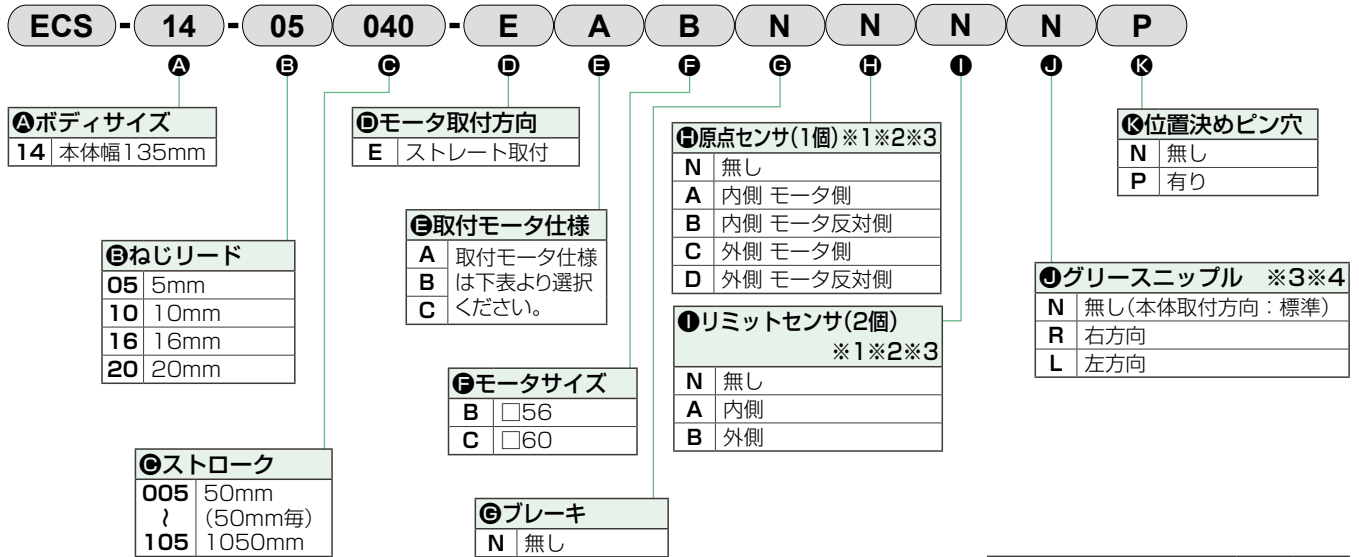 ECS - 14 - 05 040 - E A B N N N N P
Ⓐ Ⓑ Ⓒ Ⓓ Ⓔ Ⓕ Ⓖ Ⓗ Ⓘ Ⓙ Ⓚ
Ⓐボディサイズ
14 本体幅135mm
Ⓑねじリード
05 5mm
10 10mm
16 16mm
20 20mm
Ⓒストローク
005 50mm
〜 (50mm毎)
105 1050mm
Ⓓモータ取付方向
E ストレート取付
Ⓔ取付モータ仕様
A 取付モータ仕様
B は下表より選択
C ください。
Ⓕモータサイズ
B □56
C □60
Ⓖブレーキ
N 無し
Ⓗ原点センサ(1個)※1※2※3
N 無し
A 内側 モータ側
B 内側 モータ反対側
C 外側 モータ側
D 外側 モータ反対側
Ⓘリミットセンサ(2個)
※1※2※3
N 無し
A 内側
B 外側
Ⓙグリースニップル ※3※4
N 無し(本体取付方向：標準)
R 右方向
L 左方向
Ⓚ位置決めピン穴
N 無し
P 有り